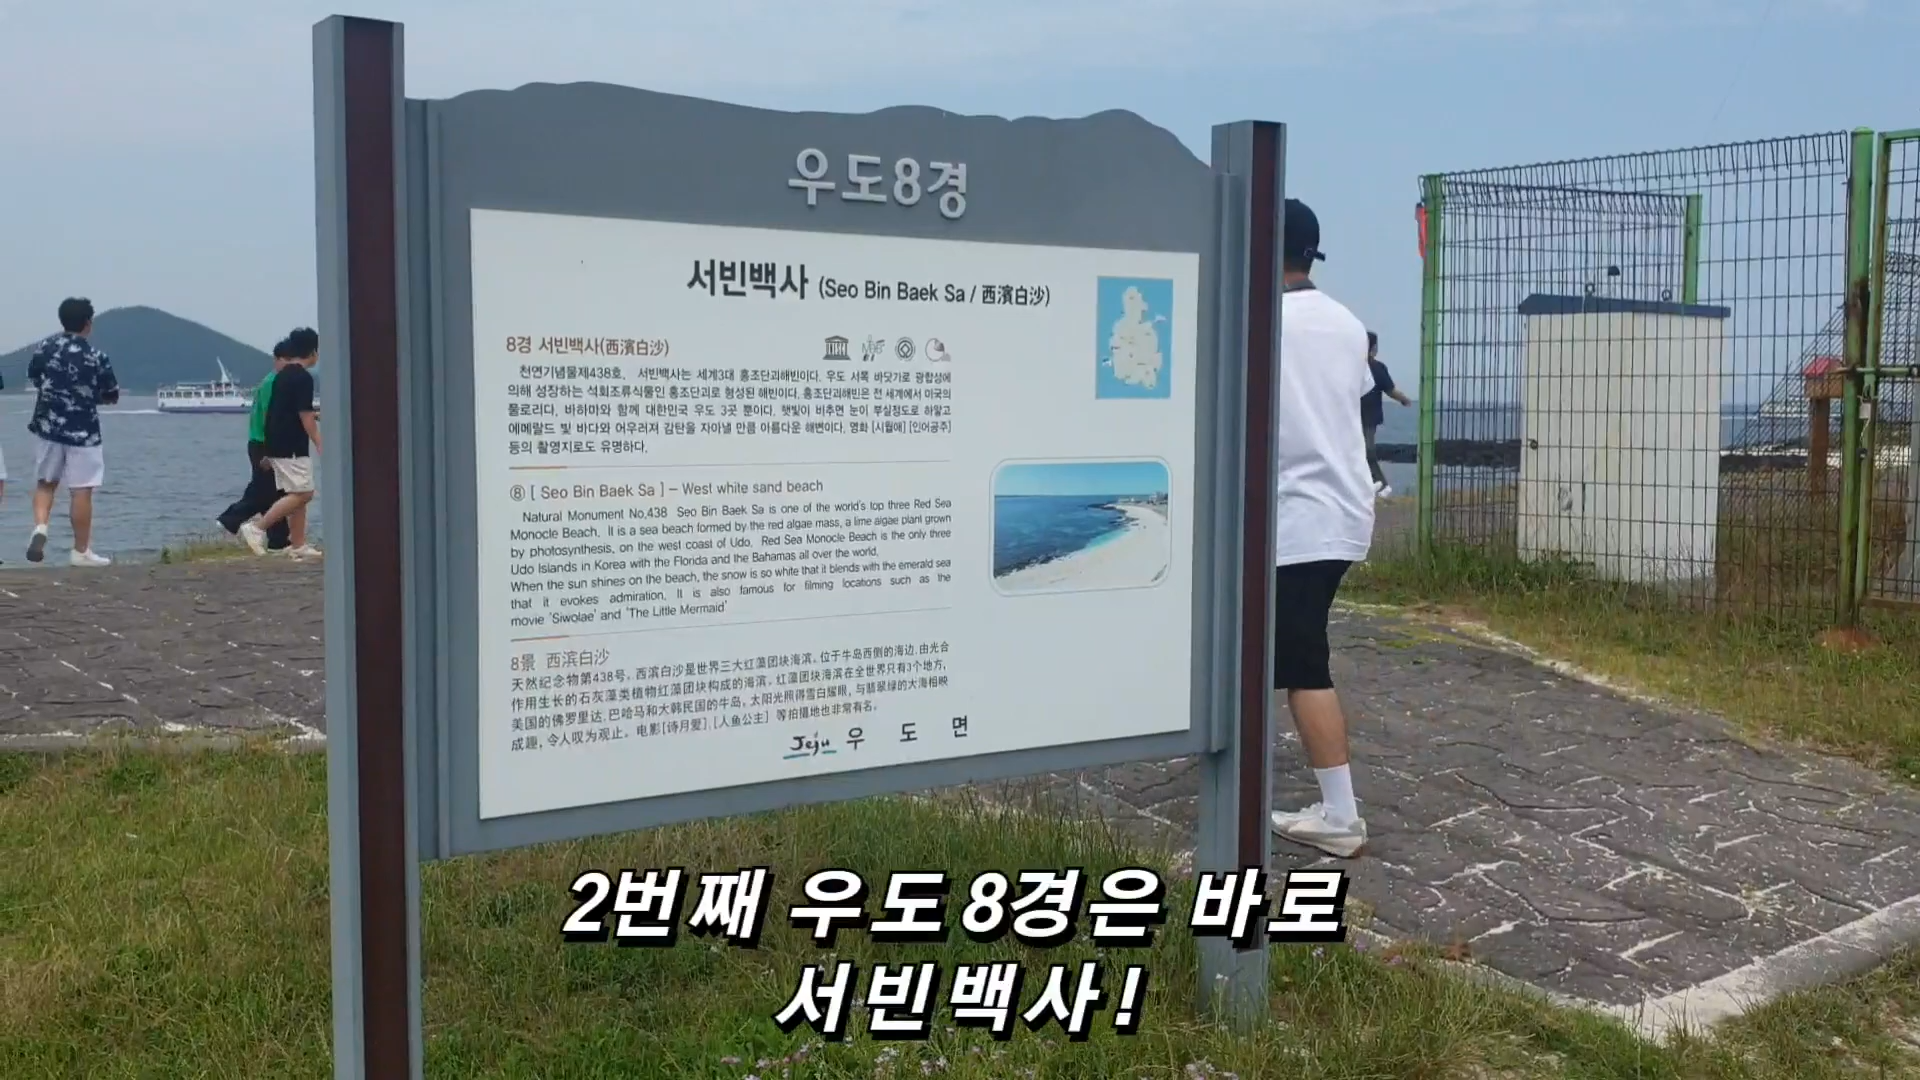 우도8경
서빈백사 (Seo Bin Baek Sa / 西濱白沙)
8경 서빈백사(西濱白沙)
천연기념물제438호, 서빈백사는 세계3대 홍조단괴해빈이다. 우도 서쪽 바닷가로 광합성에
의해 성장하는 석회조류식물인 홍조단괴로 형성된 해빈이다. 홍조단괴해빈은 전 세계에서 미국의
플로리다, 바하마와 함께 대한민국 우도 3곳 뿐이다. 햇빛이 비추면 눈이 부실정도로 하얗고
에메랄드 빛 바다와 어우러져 감탄을 자아낼 만큼 아름다운 해변이다. 영화 [시월애] [인어공주]
등의 촬영지로도 유명하다.
⑧ [ Seo Bin Baek Sa ] – West white sand beach
Natural Monument No,438 Seo Bin Baek Sa is one of the world's top three Red Sea
Monocle Beach. It is a sea beach formed by the red algae mass, a lime algae plant grown
by photosynthesis, on the west coast of Udo. Red Sea Monocle Beach is the only three
Udo Islands in Korea with the Florida and the Bahamas all over the world.
When the sun shines on the beach, the snow is so white that it blends with the emerald sea
that it evokes admiration. It is also famous for filming locations such as the
movie 'Siwolae' and 'The Little Mermaid'
8景 西滨白沙
天然纪念物第438号, 西滨白沙是世界三大红藻团块海滨, 位于牛岛西侧的海边, 由光合
作用生长的石灰藻类植物红藻团块构成的海滨, 红藻团块海滨在全世界只有3个地方,
美国的佛罗里达, 巴哈马和大韩民国的牛岛, 太阳光照得雪白耀眼, 与翡翠绿的大海相映
成趣, 令人叹为观止。电影[诗月爱], [人鱼公主] 等拍摄地也非常有名。
Jeju 우 도 면
2번째 우도8경은 바로
서빈백사!